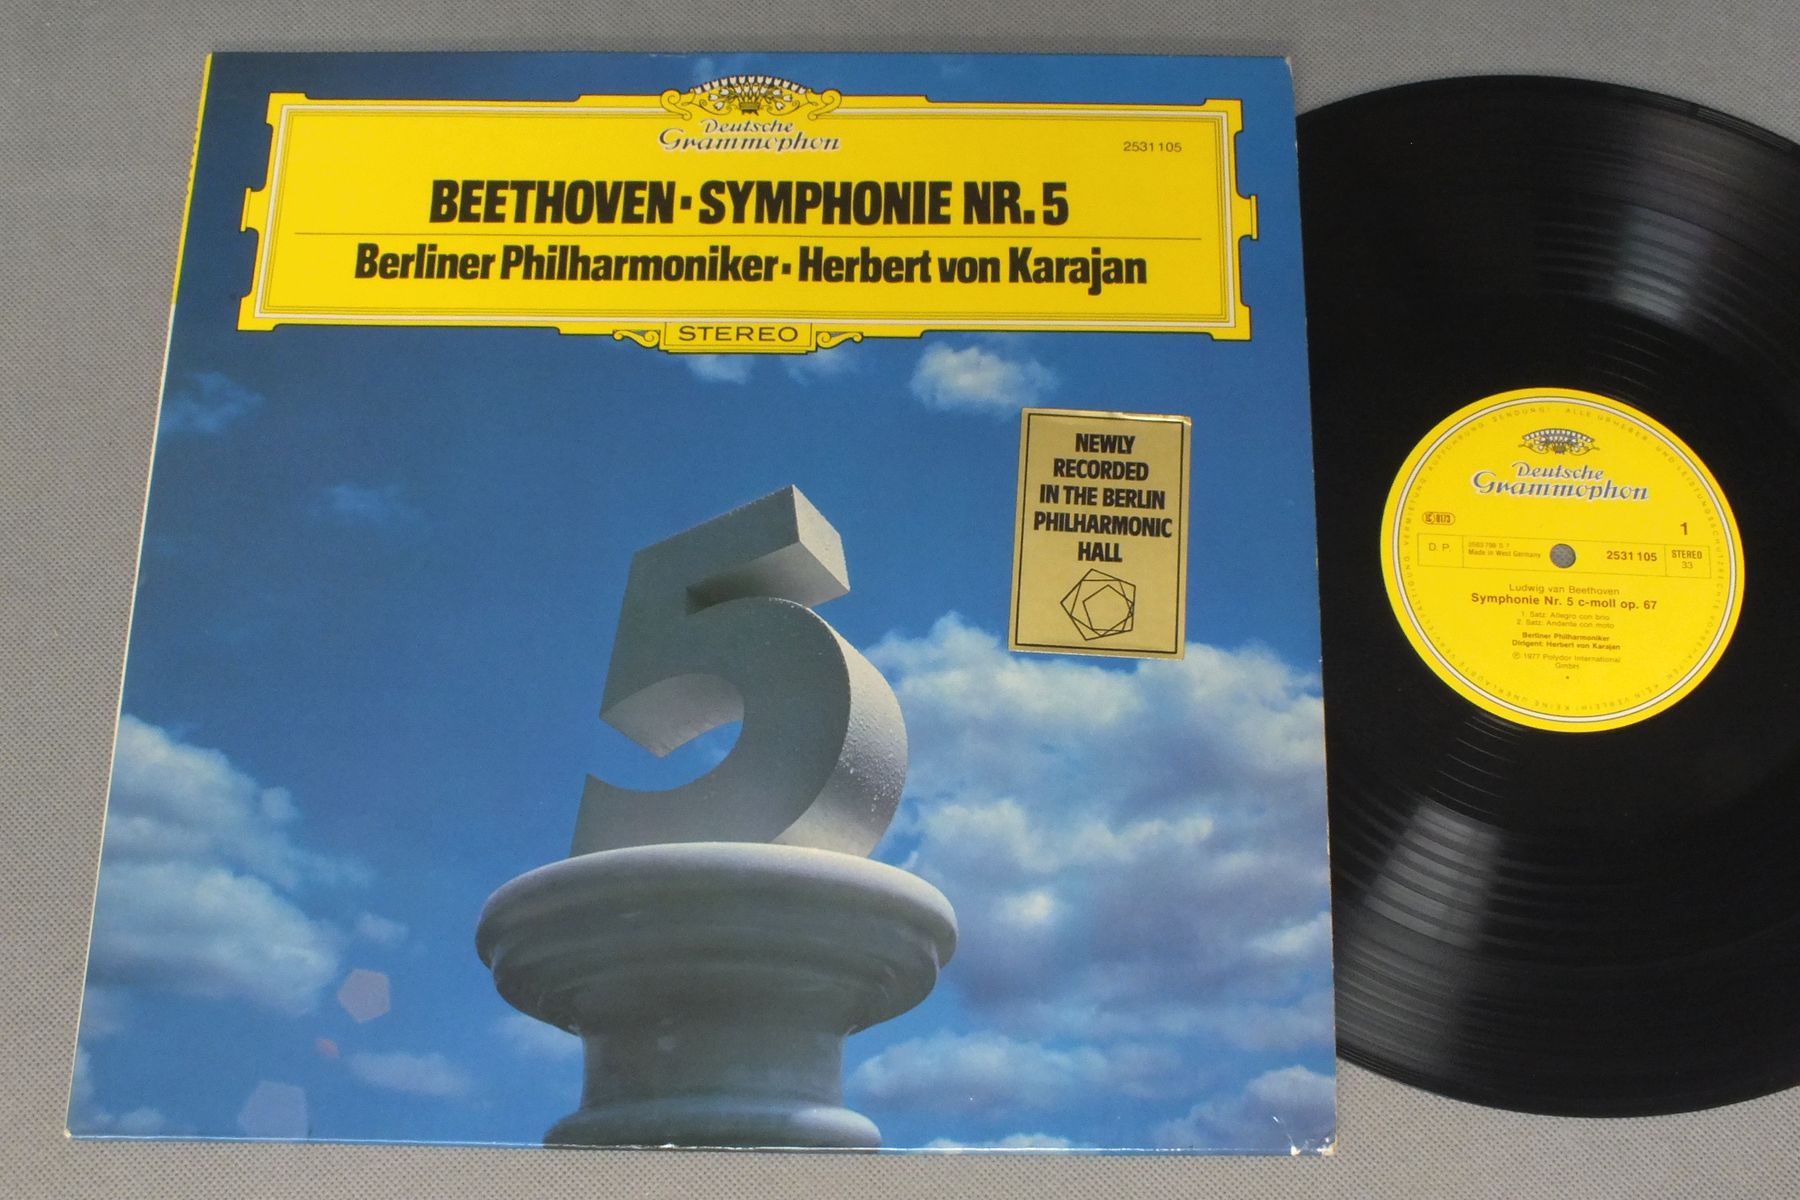 Deutsche
Grammophon
2531 105
BEETHOVEN · SYMPHONIE NR. 5
Berliner Philharmoniker · Herbert von Karajan
STEREO
NEWLY
RECORDED
IN THE BERLIN
PHILHARMONIC
HALL
5
Deutsche
Grammophon
1
D. P.
Made in West Germany
2531 105
STEREO
33
Ludwig van Beethoven
Symphonie Nr. 5 c-moll op. 67
1. Satz: Allegro con brio
2. Satz: Andante con moto
Berliner Philharmoniker
Dirigent: Herbert von Karajan
℗ 1977 Polydor International
GmbH